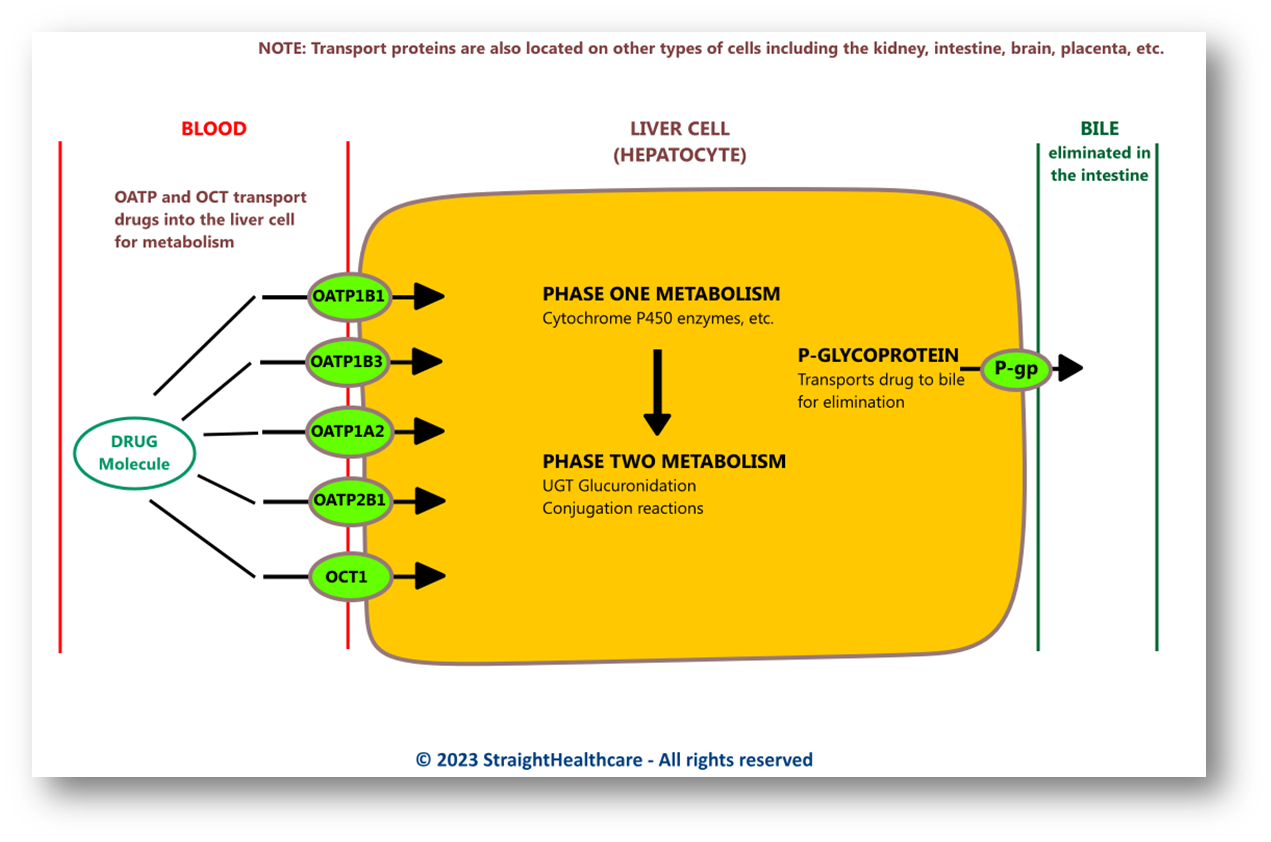 NOTE: Transport proteins are also located on other types of cells including the kidney, intestine, brain, placenta, etc.
BLOOD
OATP and OCT transport
drugs into the liver cell
for metabolism
DRUG
Molecule
OATP1B1
OATP1B3
OATP1A2
OATP2B1
OCT1
LIVER CELL
(HEPATOCYTE)
PHASE ONE METABOLISM
Cytochrome P450 enzymes, etc.
PHASE TWO METABOLISM
UGT Glucuronidation
Conjugation reactions
P-GLYCOPROTEIN
Transports drug to bile
for elimination
P-gp
BILE
eliminated in
the intestine
© 2023 StraightHealthcare - All rights reserved